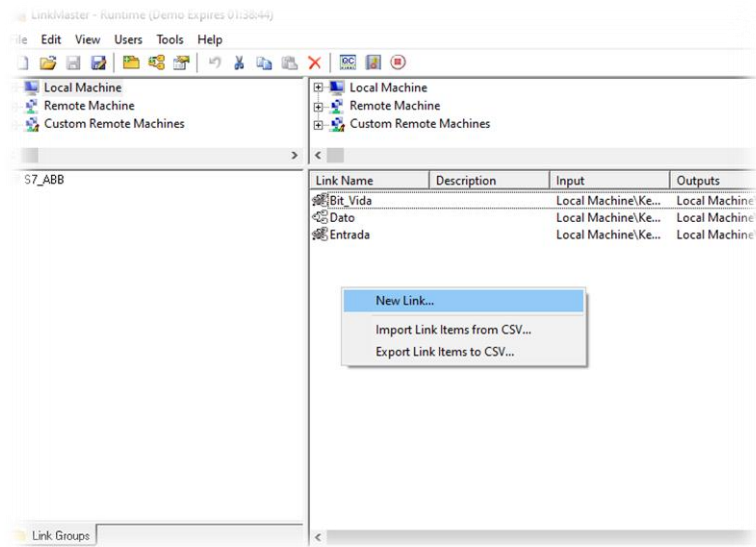 LinkMaster - Runtime (Demo Expires 01:38:44)
File Edit View Users Tools Help
Local Machine
Remote Machine
Custom Remote Machines
Local Machine
Remote Machine
Custom Remote Machines
S7_ABB
Link Name Description Input Outputs
Bit_Vida Local Machine\Ke... Local Machine
Dato Local Machine\Ke... Local Machine
Entrada Local Machine\Ke... Local Machine
New Link...
Import Link Items from CSV...
Export Link Items to CSV...
Link Groups